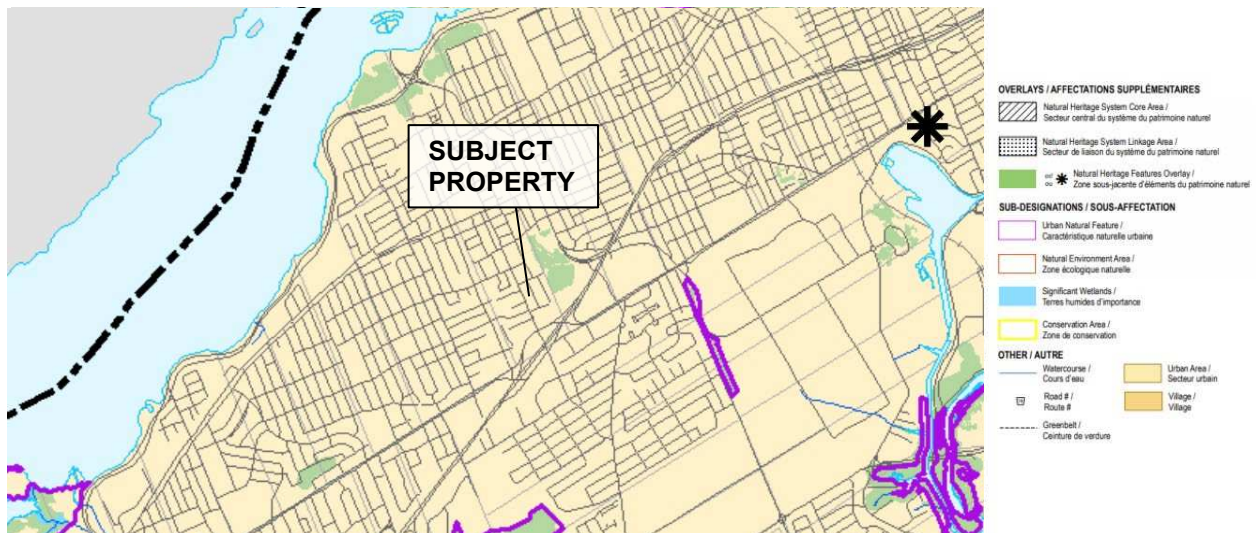 SUBJECT
PROPERTY
OVERLAYS / AFFECTATIONS SUPPLÉMENTAIRES
Natural Heritage System Core Area /
Secteur central du système du patrimoine naturel
Natural Heritage System Linkage Area /
Secteur de liaison du système du patrimoine naturel
or/
ou
Natural Heritage Features Overlay /
Zone sous-jacente d'éléments du patrimoine naturel
SUB-DESIGNATIONS / SOUS-AFFECTATION
Urban Natural Feature /
Caractéristique naturelle urbaine
Natural Environment Area /
Zone écologique naturelle
Significant Wetlands /
Terres humides d'importance
Conservation Area /
Zone de conservation
OTHER / AUTRE
Watercourse /
Cours d'eau
Urban Area /
Secteur urbain
Road # /
Route #
Village /
Village
Greenbelt /
Ceinture de verdure